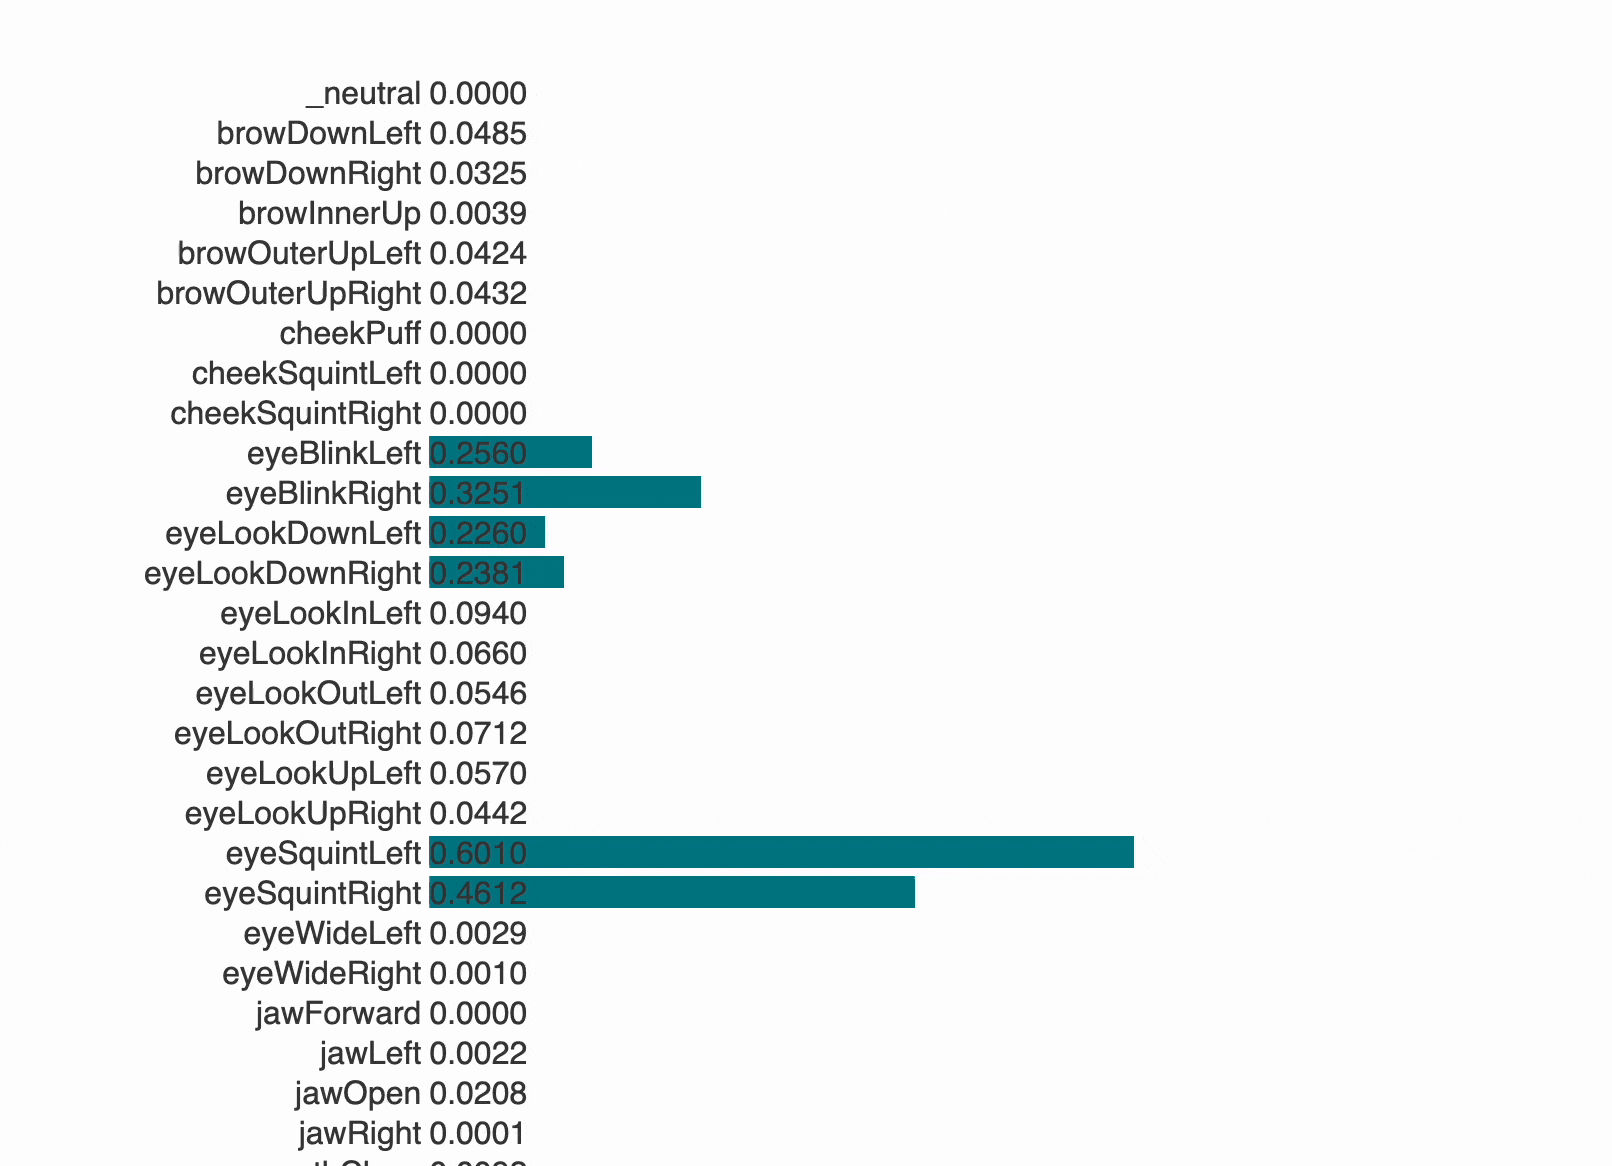 _neutral 0.0000
browDownLeft 0.0485
browDownRight 0.0325
browInnerUp 0.0039
browOuterUpLeft 0.0424
browOuterUpRight 0.0432
cheekPuff 0.0000
cheekSquintLeft 0.0000
cheekSquintRight 0.0000
eyeBlinkLeft 0.2560
eyeBlinkRight 0.3251
eyeLookDownLeft 0.2260
eyeLookDownRight 0.2381
eyeLookInLeft 0.0940
eyeLookInRight 0.0660
eyeLookOutLeft 0.0546
eyeLookOutRight 0.0712
eyeLookUpLeft 0.0570
eyeLookUpRight 0.0442
eyeSquintLeft 0.6010
eyeSquintRight 0.4612
eyeWideLeft 0.0029
eyeWideRight 0.0010
jawForward 0.0000
jawLeft 0.0022
jawOpen 0.0208
jawRight 0.0001